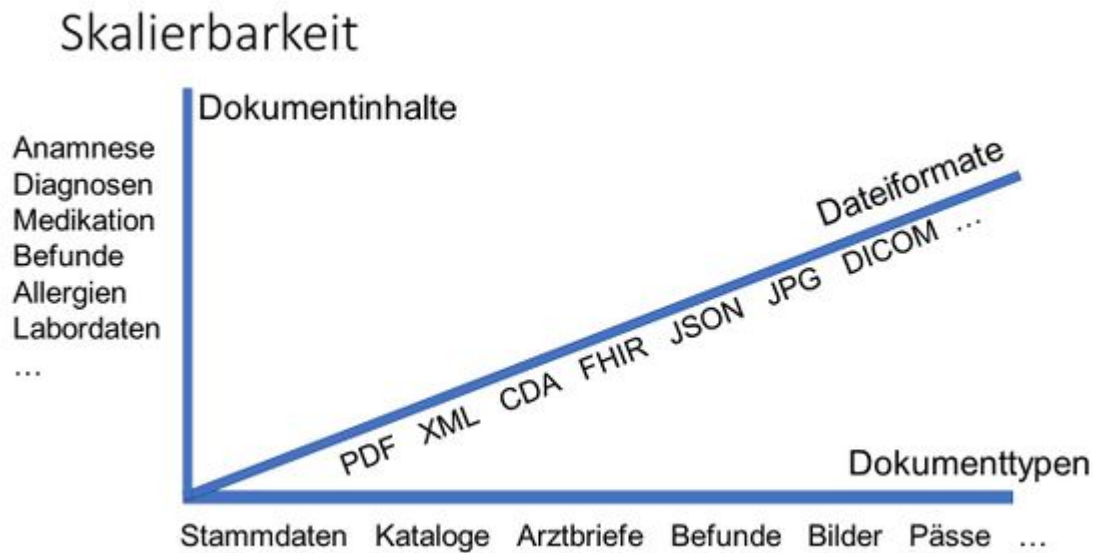 Skalierbarkeit
Dokumentinhalte
Anamnese
Diagnosen
Medikation
Befunde
Allergien
Labordaten
…
Dateiformate
PDF XML CDA FHIR JSON JPG DICOM …
Dokumenttypen
Stammdaten Kataloge Arztbriefe Befunde Bilder Pässe …